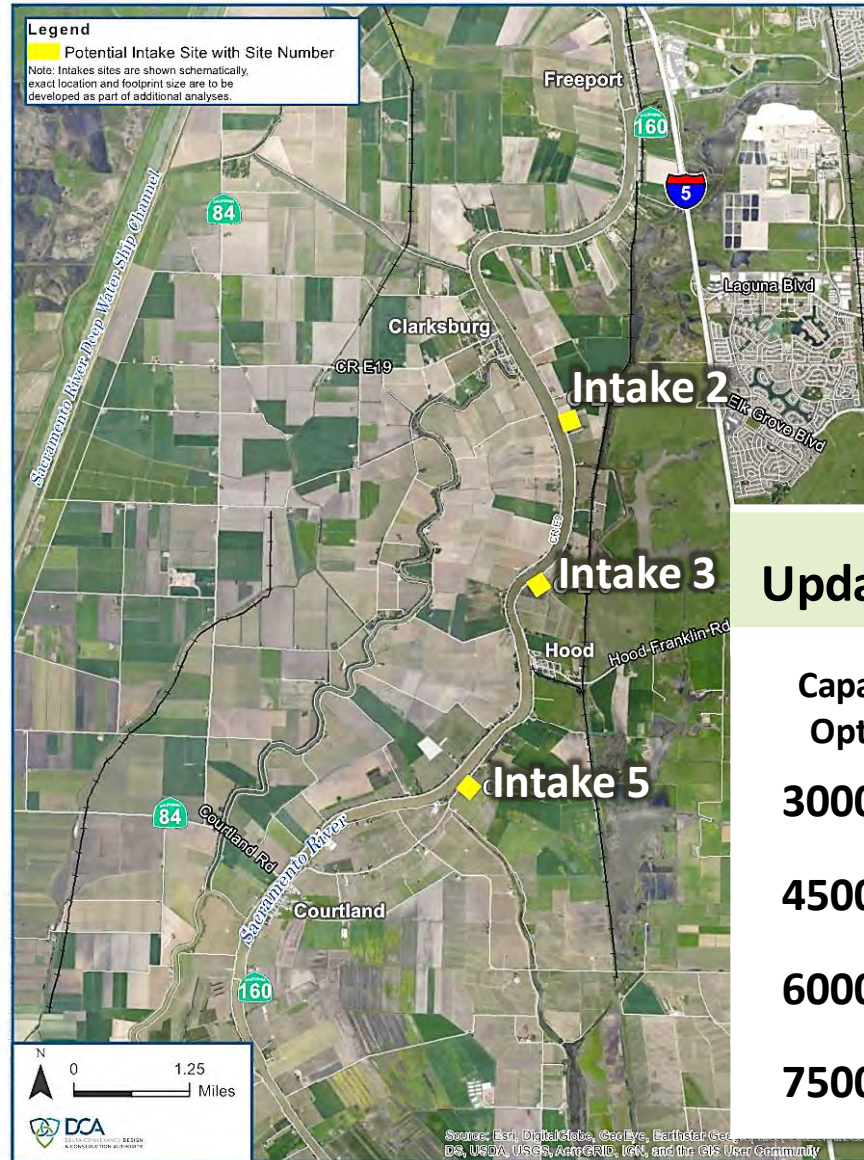 Legend
Potential Intake Site with Site Number
Note: Intakes sites are shown schematically,
exact location and footprint size are to be
developed as part of additional analyses.
Freeport
160
5
84
Sacramento River Deep Water Ship Channel
Laguna Blvd
Clarksburg
CR E19
Intake 2
Elk Grove Blvd
CR E9
Intake 3
Hood
Hood-Franklin Rd
Intake 5
84
Courtland Rd
Sacramento River
Courtland
160
Upda
Capa
Opt
3000
4500
6000
7500
N
0 1.25
Miles
DCA
DELTA CONVEYANCE DESIGN
& CONSTRUCTION AUTHORITY
Source: Esri, DigitalGlobe, GeoEye, Earthstar
DS, USDA, USGS, AeroGRID, IGN, and the GIS User Community